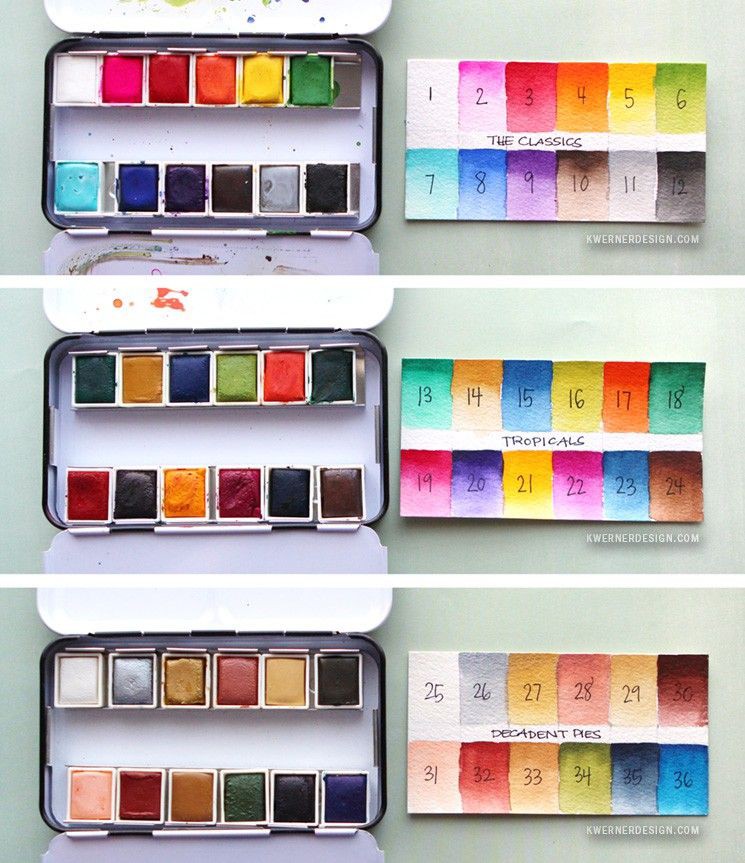 1 2 3 4 5 6
THE CLASSICS
7 8 9 10 11 12
KWERNERDESIGN.COM
13 14 15 16 17 18
TROPICALS
19 20 21 22 23 24
KWERNERDESIGN.COM
25 26 27 28 29 30
DECADENT PIES
31 32 33 34 35 36
KWERNERDESIGN.COM